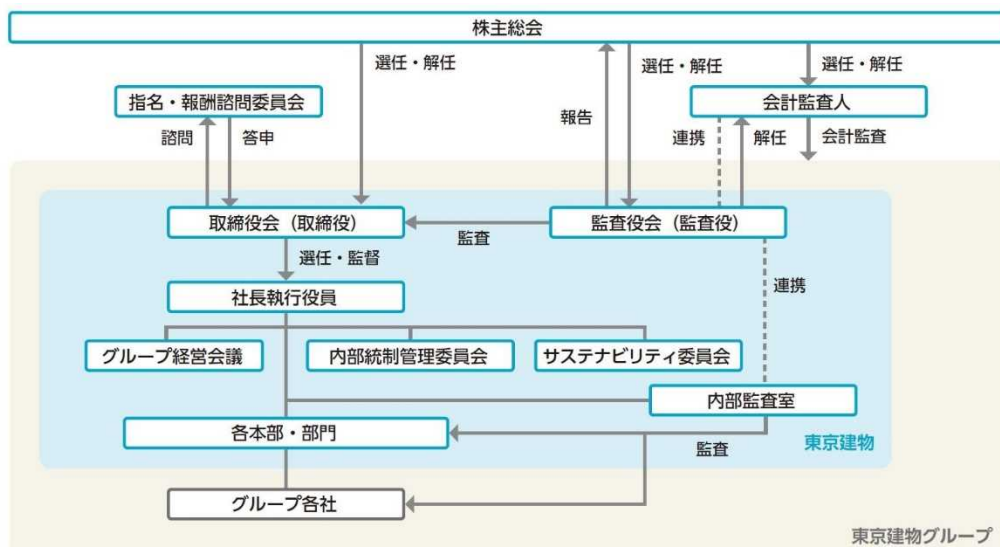 株主総会
選任・解任
選任・解任
選任・解任
指名・報酬諮問委員会
会計監査人
諮問
答申
報告
連携
解任
会計監査
取締役会（取締役）
監査役会（監査役）
監査
選任・監督
連携
社長執行役員
グループ経営会議
内部統制管理委員会
サステナビリティ委員会
内部監査室
各本部・部門
監査
東京建物
グループ各社
東京建物グループ